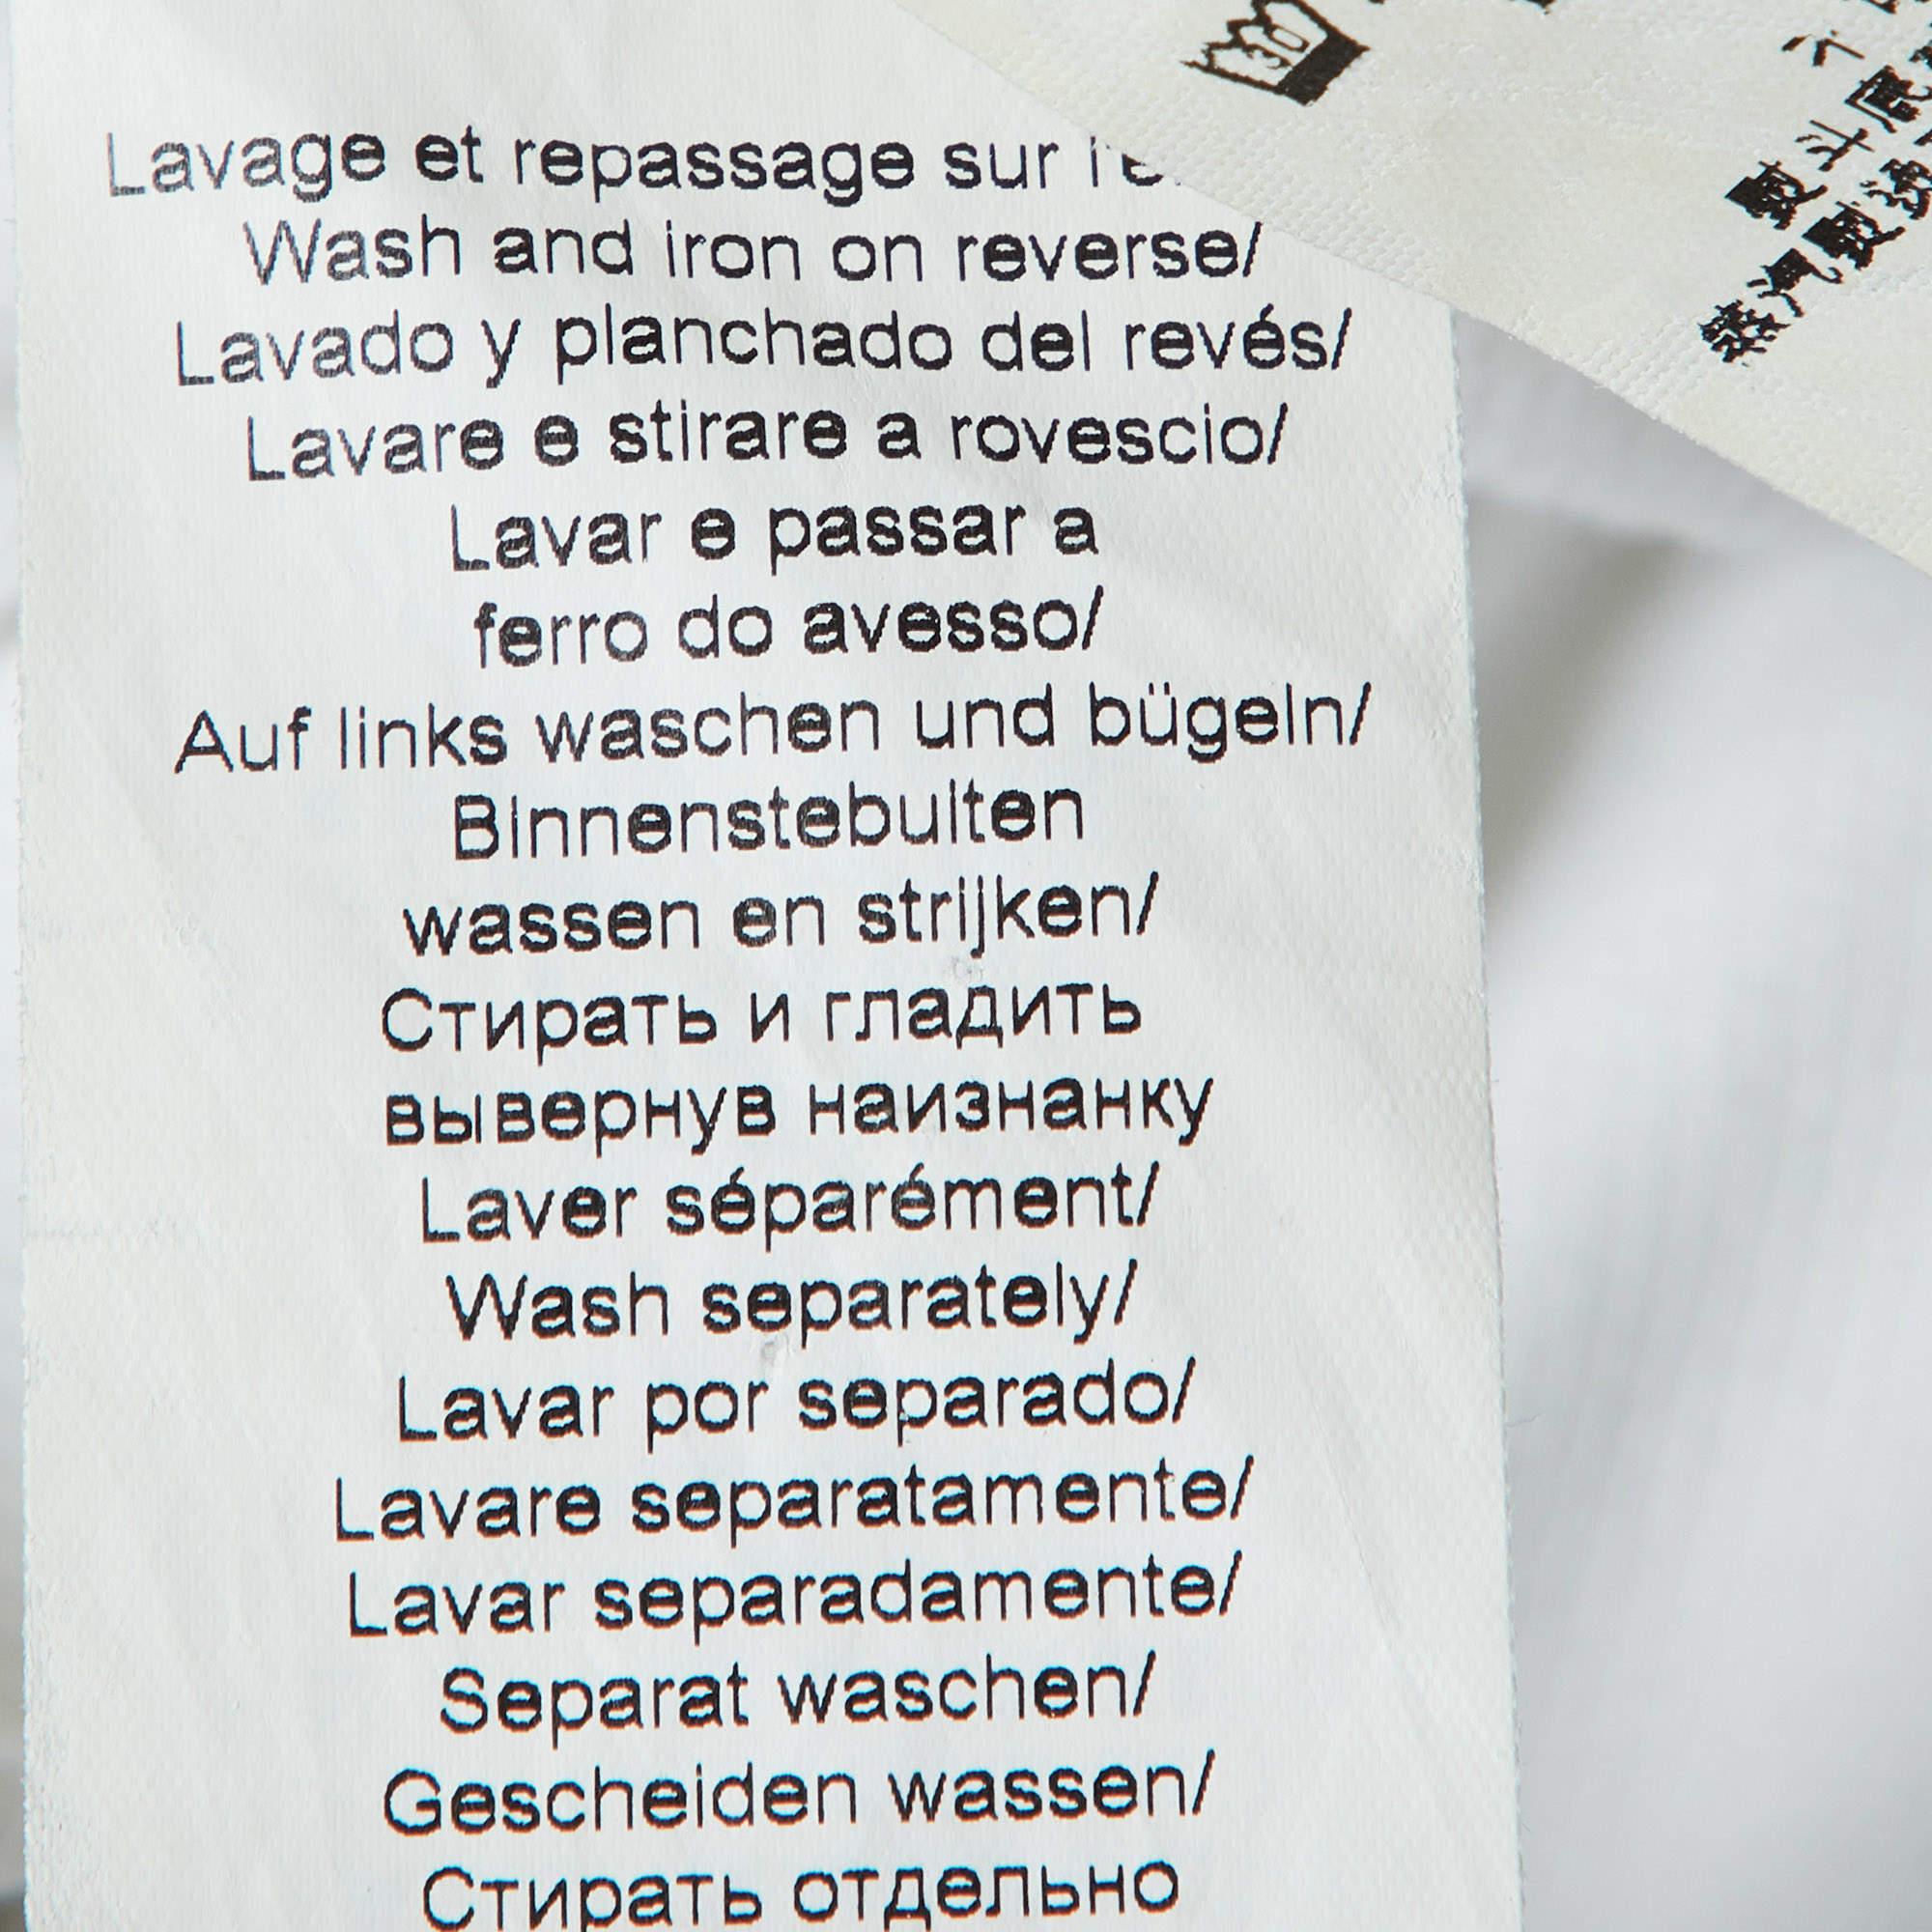 Lavage et repassage sur
Wash and iron on reverse/
Lavado y planchado del revés/
Lavare e stirare a rovescio/
Lavar e passar a
ferro do avesso/
Auf links waschen und bügeln/
Binnenstebuiten
wassen en strijken/
Стирать и гладить
вывернув наизнанку
Laver séparément/
Wash separately/
Lavar por separado/
Lavare separatamente/
Lavar separadamente/
Separat waschen/
Gescheiden wassen/
Стирать отдельно
30